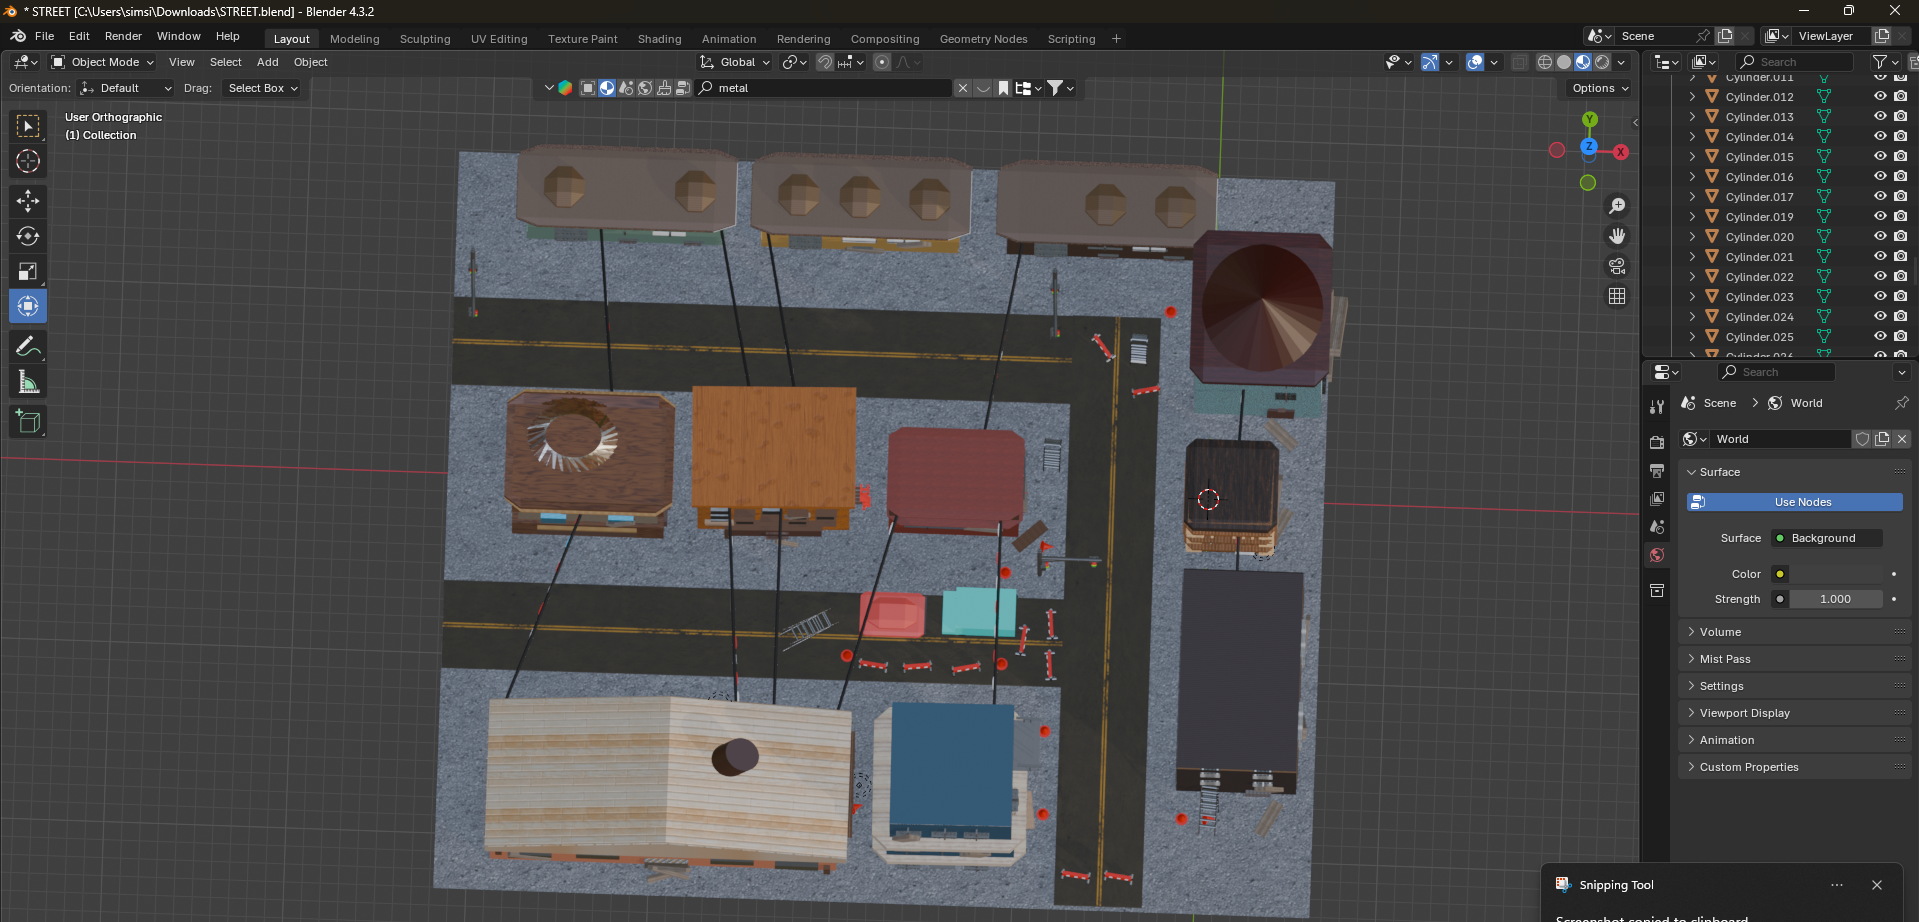 * STREET [C:\Users\simsi\Downloads\STREET.blend] - Blender 4.3.2
File Edit Render Window Help Layout Modeling Sculpting UV Editing Texture Paint Shading Animation Rendering Compositing Geometry Nodes Scripting + Scene ViewLayer
Object Mode View Select Add Object Global Search
Orientation: Default Drag: Select Box metal Options
User Orthographic
(1) Collection
Y
Z
X
Cylinder.011
Cylinder.012
Cylinder.013
Cylinder.014
Cylinder.015
Cylinder.016
Cylinder.017
Cylinder.019
Cylinder.020
Cylinder.021
Cylinder.022
Cylinder.023
Cylinder.024
Cylinder.025
Cylinder.026
Search
Scene > World
World
Surface
Use Nodes
Surface Background
Color
Strength 1.000
Volume
Mist Pass
Settings
Viewport Display
Animation
Custom Properties
Snipping Tool
Screenshot copied to clipboard